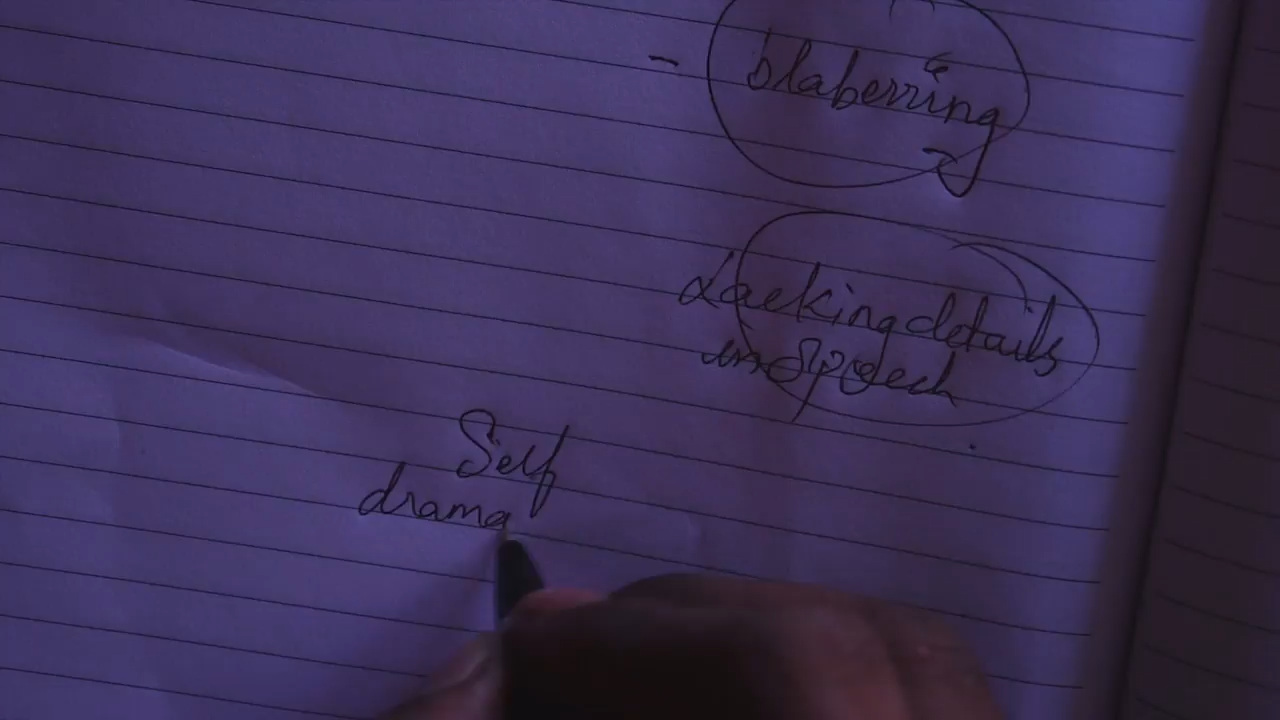 - blaberring
Lacking details
in Speech
Self
drama